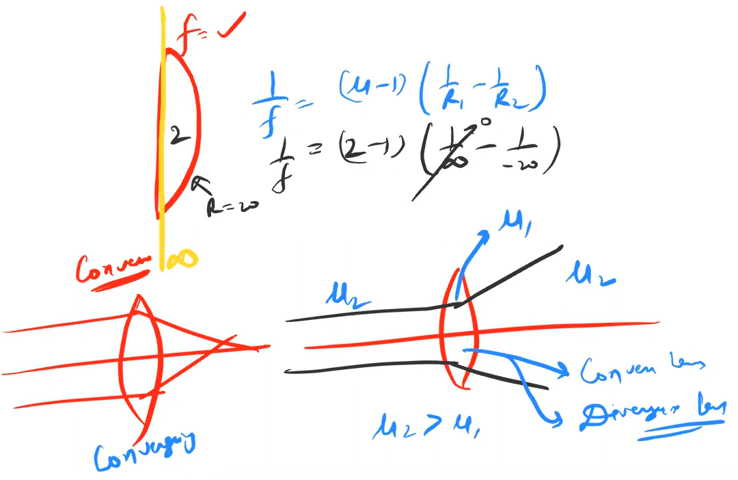 f = ✓
1/f = (μ-1) (1/R₁ - 1/R₂)
1/f = (2-1) (1/∞ - 1/-20)
0
2
R=20
∞
Convex
Converging
μ₁
μ₂
μ₂
Convex lens
Diverging lens
μ₂ > μ₁